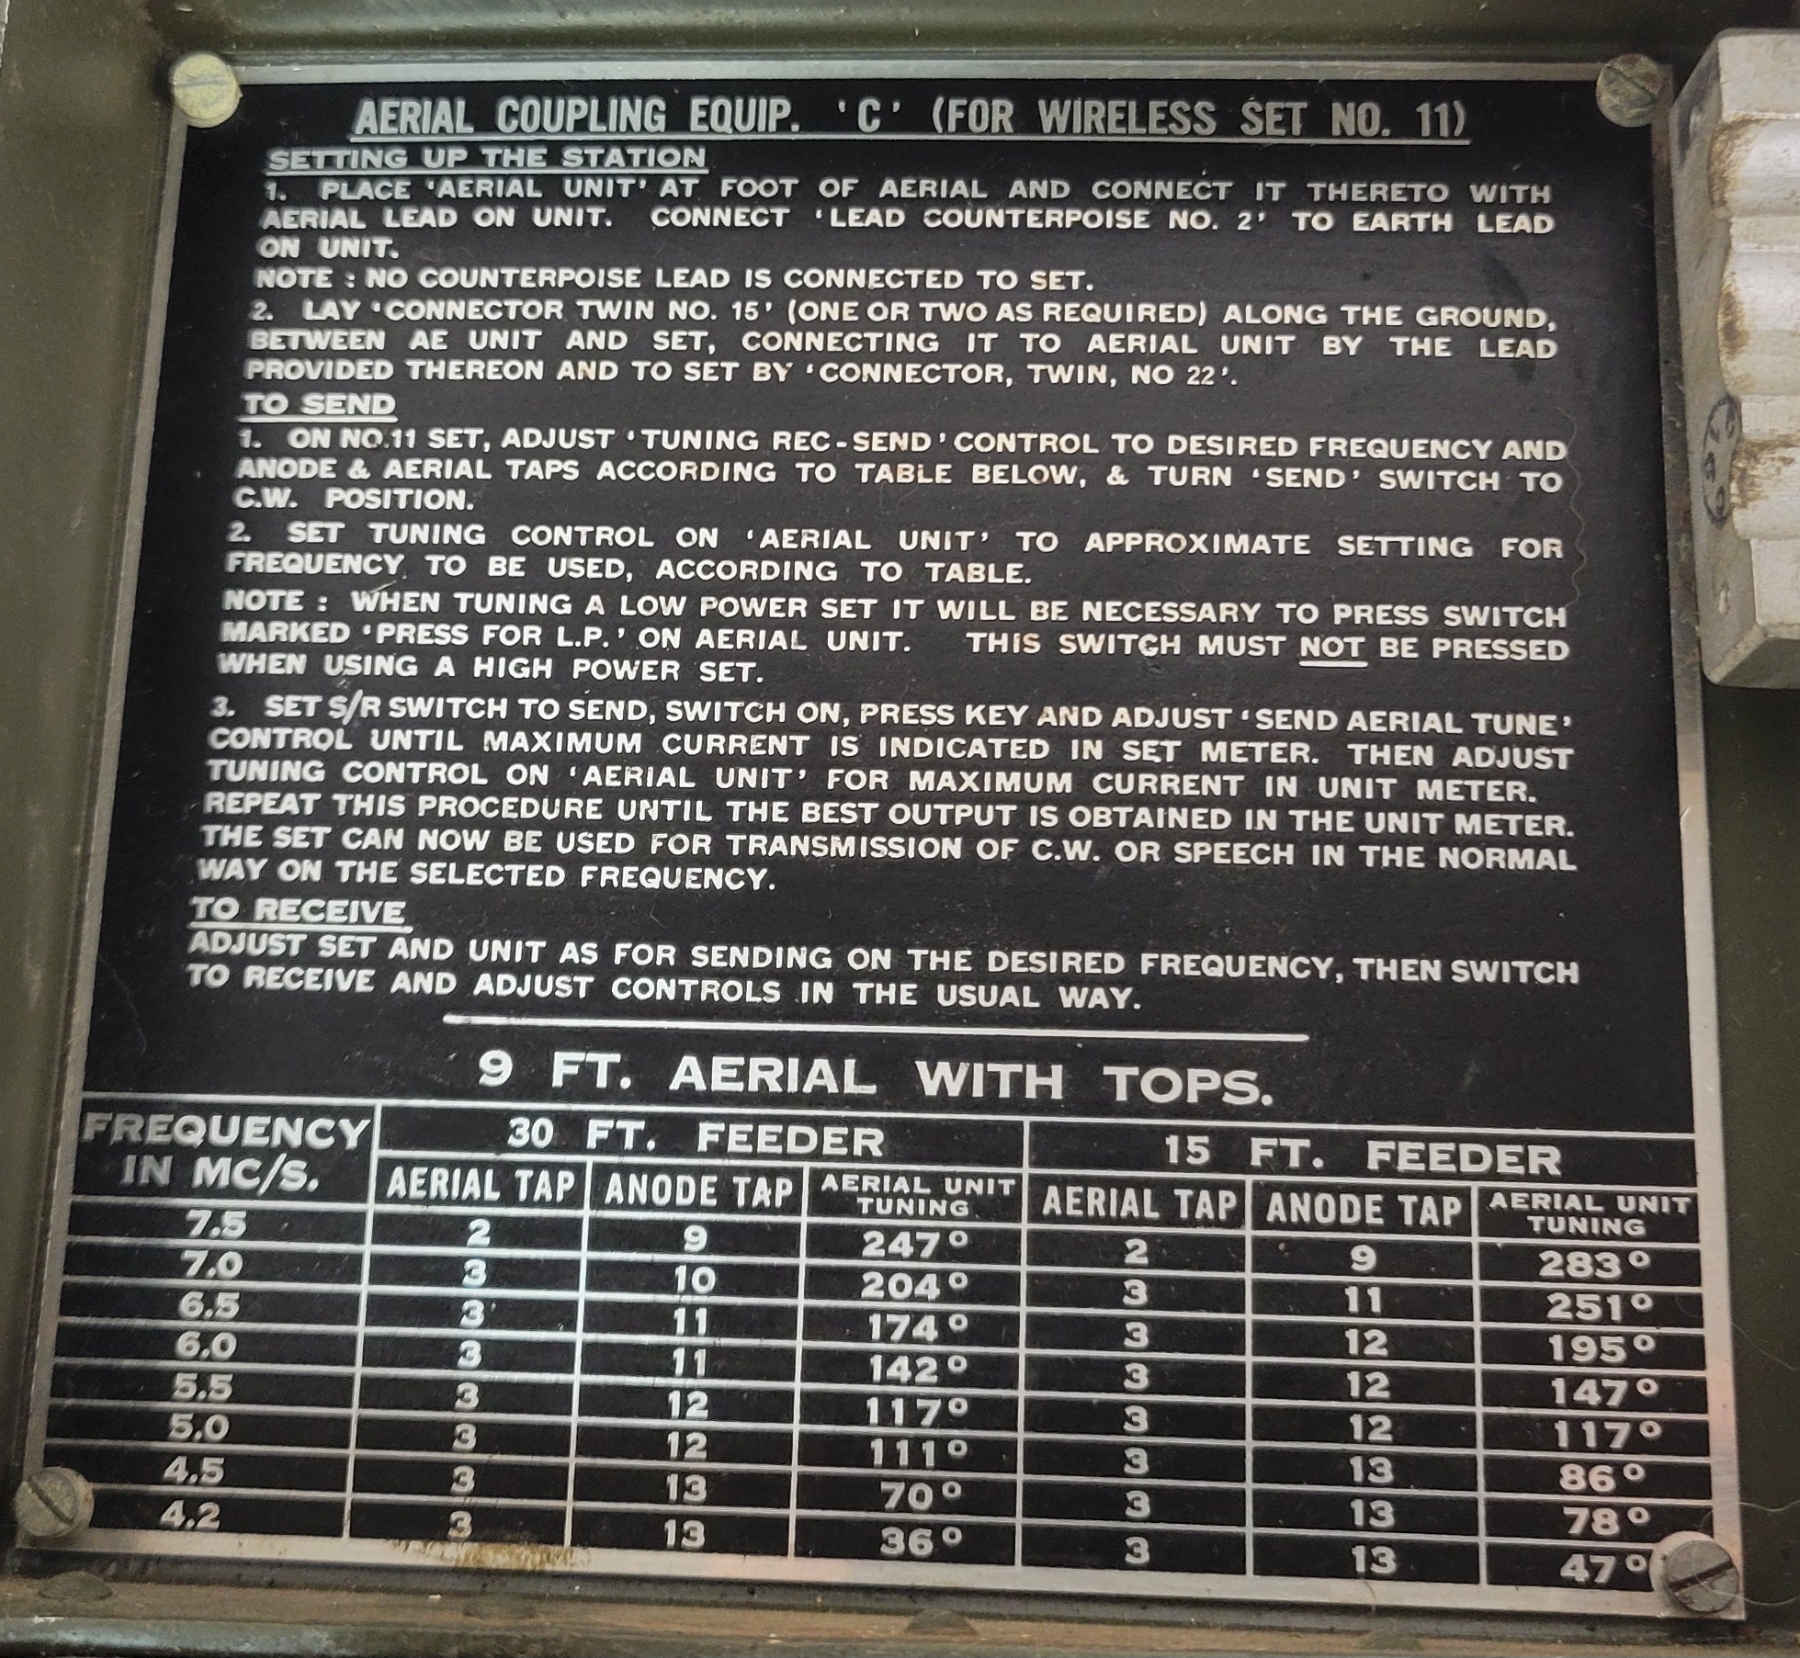 AERIAL COUPLING EQUIP. 'C' (FOR WIRELESS SET NO. 11)
SETTING UP THE STATION
1. PLACE 'AERIAL UNIT' AT FOOT OF AERIAL AND CONNECT IT THERETO WITH
AERIAL LEAD ON UNIT. CONNECT 'LEAD COUNTERPOISE NO. 2' TO EARTH LEAD
ON UNIT.
NOTE : NO COUNTERPOISE LEAD IS CONNECTED TO SET.
2. LAY 'CONNECTOR TWIN NO. 15' (ONE OR TWO AS REQUIRED) ALONG THE GROUND,
BETWEEN AE UNIT AND SET, CONNECTING IT TO AERIAL UNIT BY THE LEAD
PROVIDED THEREON AND TO SET BY 'CONNECTOR, TWIN, NO 22'.
TO SEND
1. ON NO.11 SET, ADJUST 'TUNING REC-SEND' CONTROL TO DESIRED FREQUENCY AND
ANODE & AERIAL TAPS ACCORDING TO TABLE BELOW, & TURN 'SEND' SWITCH TO
C.W. POSITION.
2. SET TUNING CONTROL ON 'AERIAL UNIT' TO APPROXIMATE SETTING FOR
FREQUENCY TO BE USED, ACCORDING TO TABLE.
NOTE : WHEN TUNING A LOW POWER SET IT WILL BE NECESSARY TO PRESS SWITCH
MARKED 'PRESS FOR L.P.' ON AERIAL UNIT. THIS SWITCH MUST NOT BE PRESSED
WHEN USING A HIGH POWER SET.
3. SET S/R SWITCH TO SEND, SWITCH ON, PRESS KEY AND ADJUST 'SEND AERIAL TUNE'
CONTROL UNTIL MAXIMUM CURRENT IS INDICATED IN SET METER. THEN ADJUST
TUNING CONTROL ON 'AERIAL UNIT' FOR MAXIMUM CURRENT IN UNIT METER.
REPEAT THIS PROCEDURE UNTIL THE BEST OUTPUT IS OBTAINED IN THE UNIT METER.
THE SET CAN NOW BE USED FOR TRANSMISSION OF C.W. OR SPEECH IN THE NORMAL
WAY ON THE SELECTED FREQUENCY.
TO RECEIVE
ADJUST SET AND UNIT AS FOR SENDING ON THE DESIRED FREQUENCY, THEN SWITCH
TO RECEIVE AND ADJUST CONTROLS IN THE USUAL WAY.
9 FT. AERIAL WITH TOPS.
FREQUENCY IN MC/S. 30 FT. FEEDER 15 FT. FEEDER
AERIAL TAP ANODE TAP AERIAL UNIT TUNING AERIAL TAP ANODE TAP AERIAL UNIT TUNING
7.5 2 9 247° 2 9 283°
7.0 3 10 204° 3 11 251°
6.5 3 11 174° 3 12 195°
6.0 3 11 142° 3 12 147°
5.5 3 12 117° 3 12 117°
5.0 3 12 111° 3 13 86°
4.5 3 13 70° 3 13 78°
4.2 3 13 36° 3 13 47°